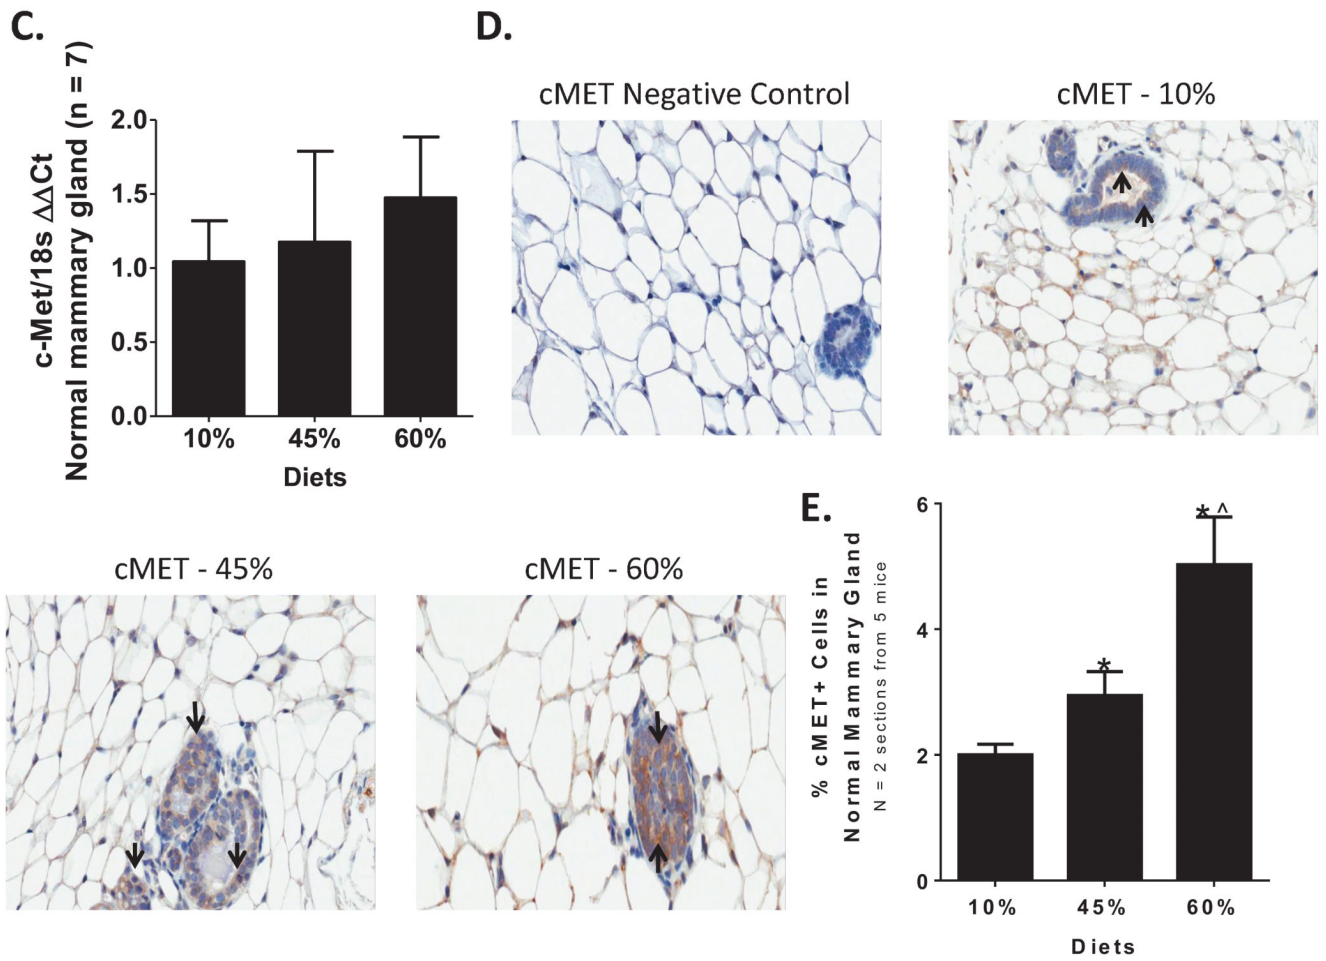 C.
c-Met/18s ΔΔCt
Normal mammary gland (n = 7)
2.0
1.5
1.0
0.5
0.0
10% 45% 60%
Diets
D.
cMET Negative Control
cMET - 10%
cMET - 45%
cMET - 60%
E.
% cMET+ Cells in
Normal Mammary Gland
N = 2 sections from 5 mice
6
4
2
0
*
* ^
10% 45% 60%
Diets